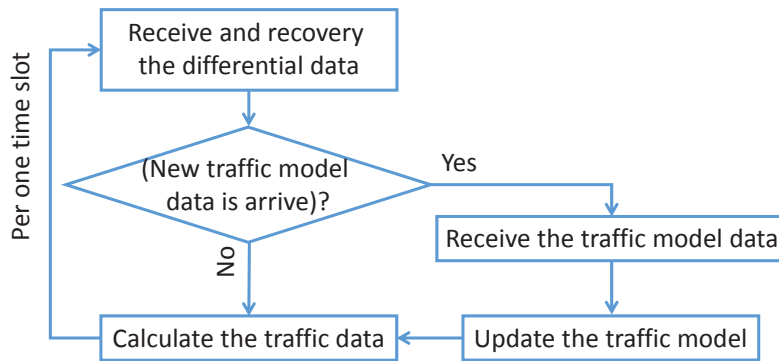 Receive and recovery
the differential data
Per one time slot
(New traffic model
data is arrive)?
Yes
No
Receive the traffic model data
Calculate the traffic data
Update the traffic model